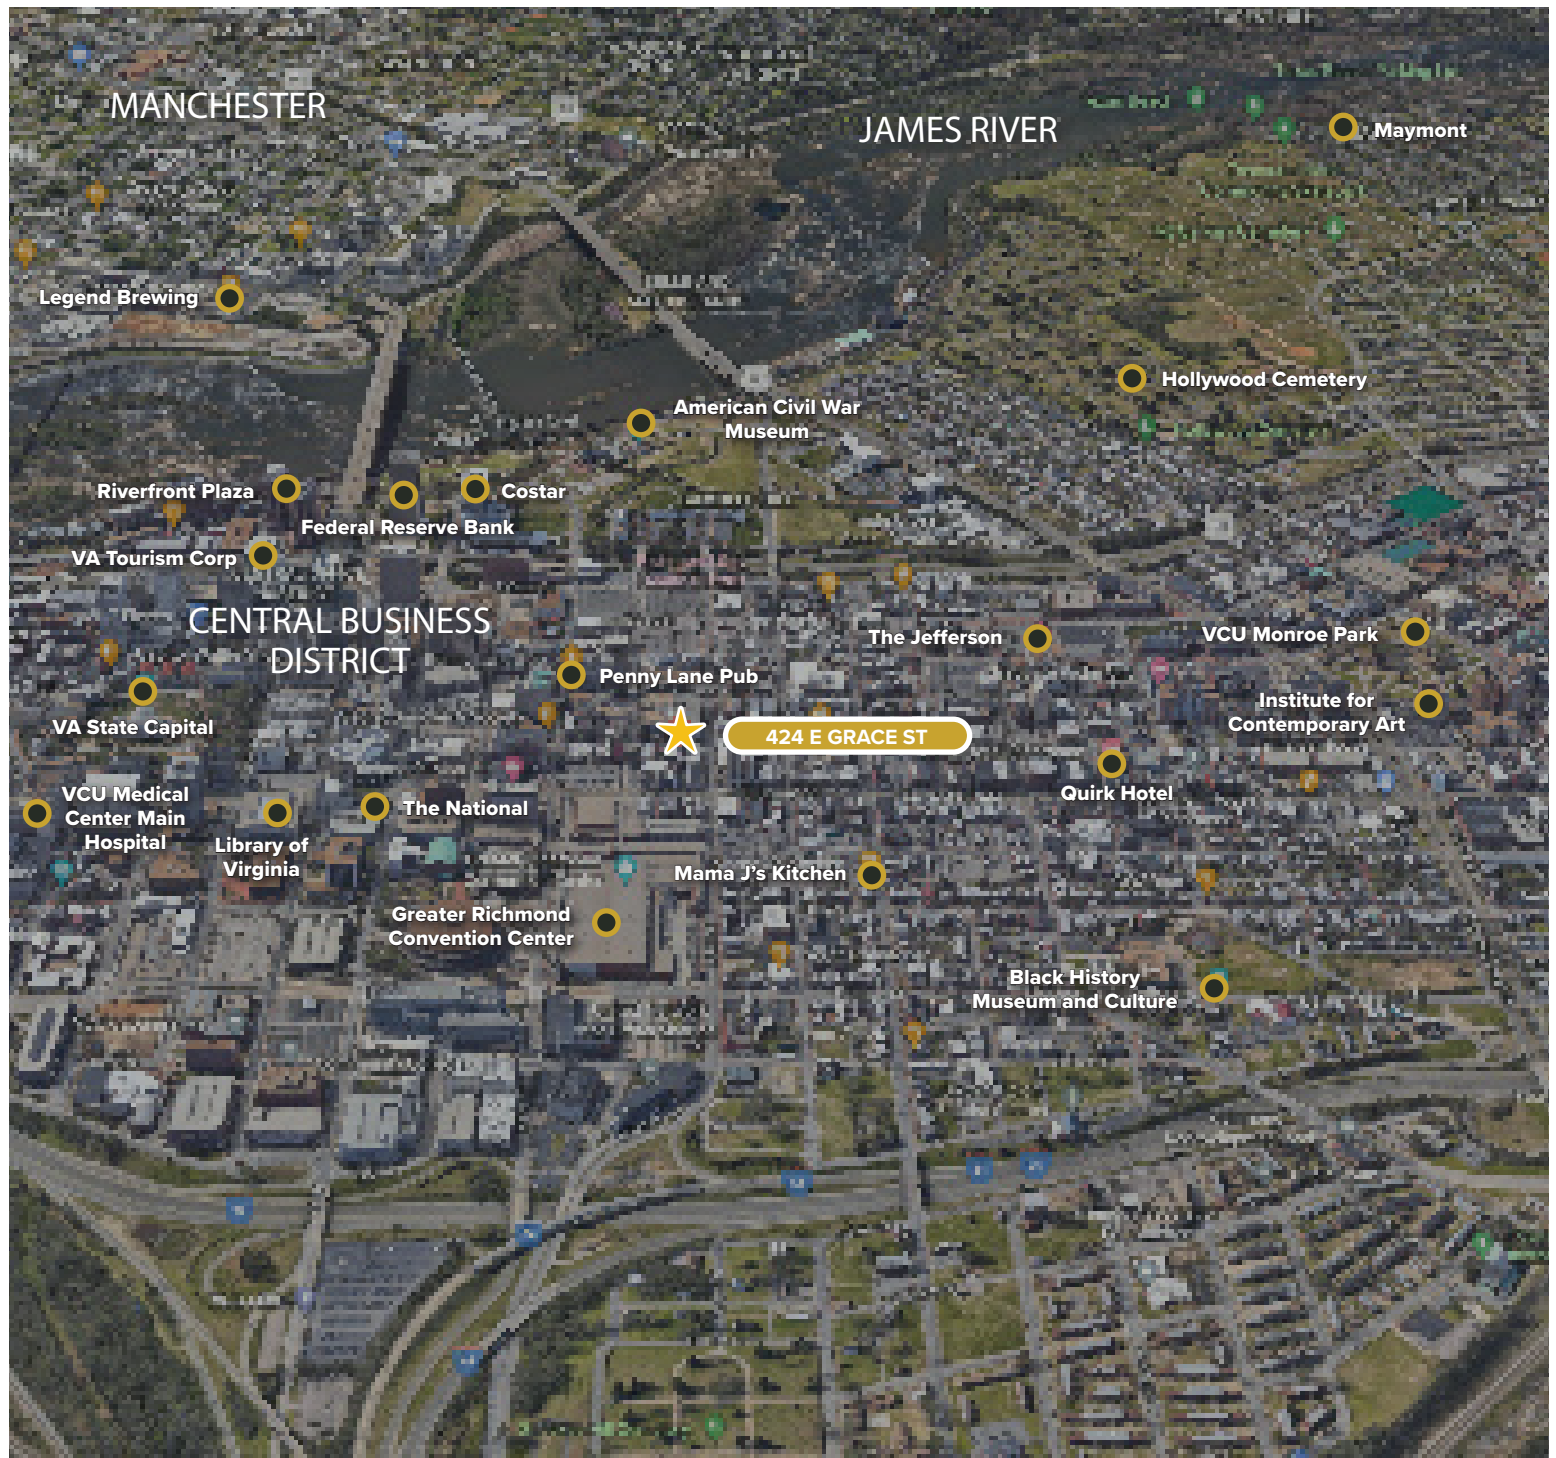 MANCHESTER
JAMES RIVER
Maymont
Legend Brewing
Hollywood Cemetery
American Civil War
Museum
Riverfront Plaza
Costar
Federal Reserve Bank
VA Tourism Corp
CENTRAL BUSINESS
DISTRICT
The Jefferson
VCU Monroe Park
Penny Lane Pub
Institute for
Contemporary Art
VA State Capital
424 E GRACE ST
Quirk Hotel
VCU Medical
Center Main
Hospital
The National
Library of
Virginia
Mama J's Kitchen
Greater Richmond
Convention Center
Black History
Museum and Culture